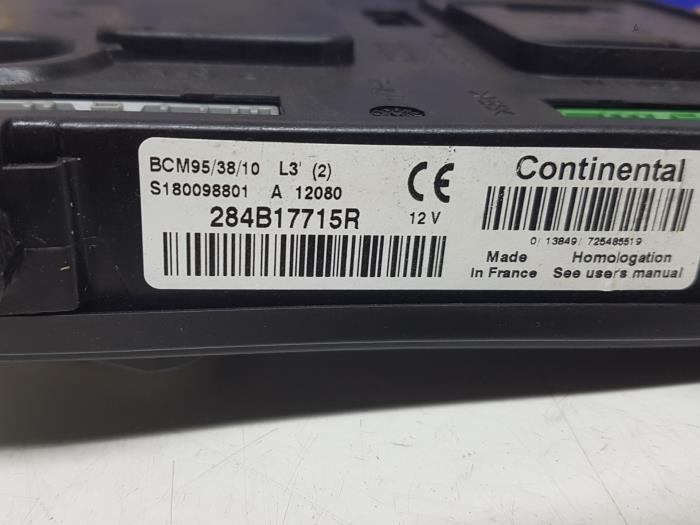 BCM95/38/10 L3' (2)
S180098801 A 12080
284B17715R
12 V
CE
Continental
0/ 13849/ 725485519
Made
in France
Homologation
See user's manual